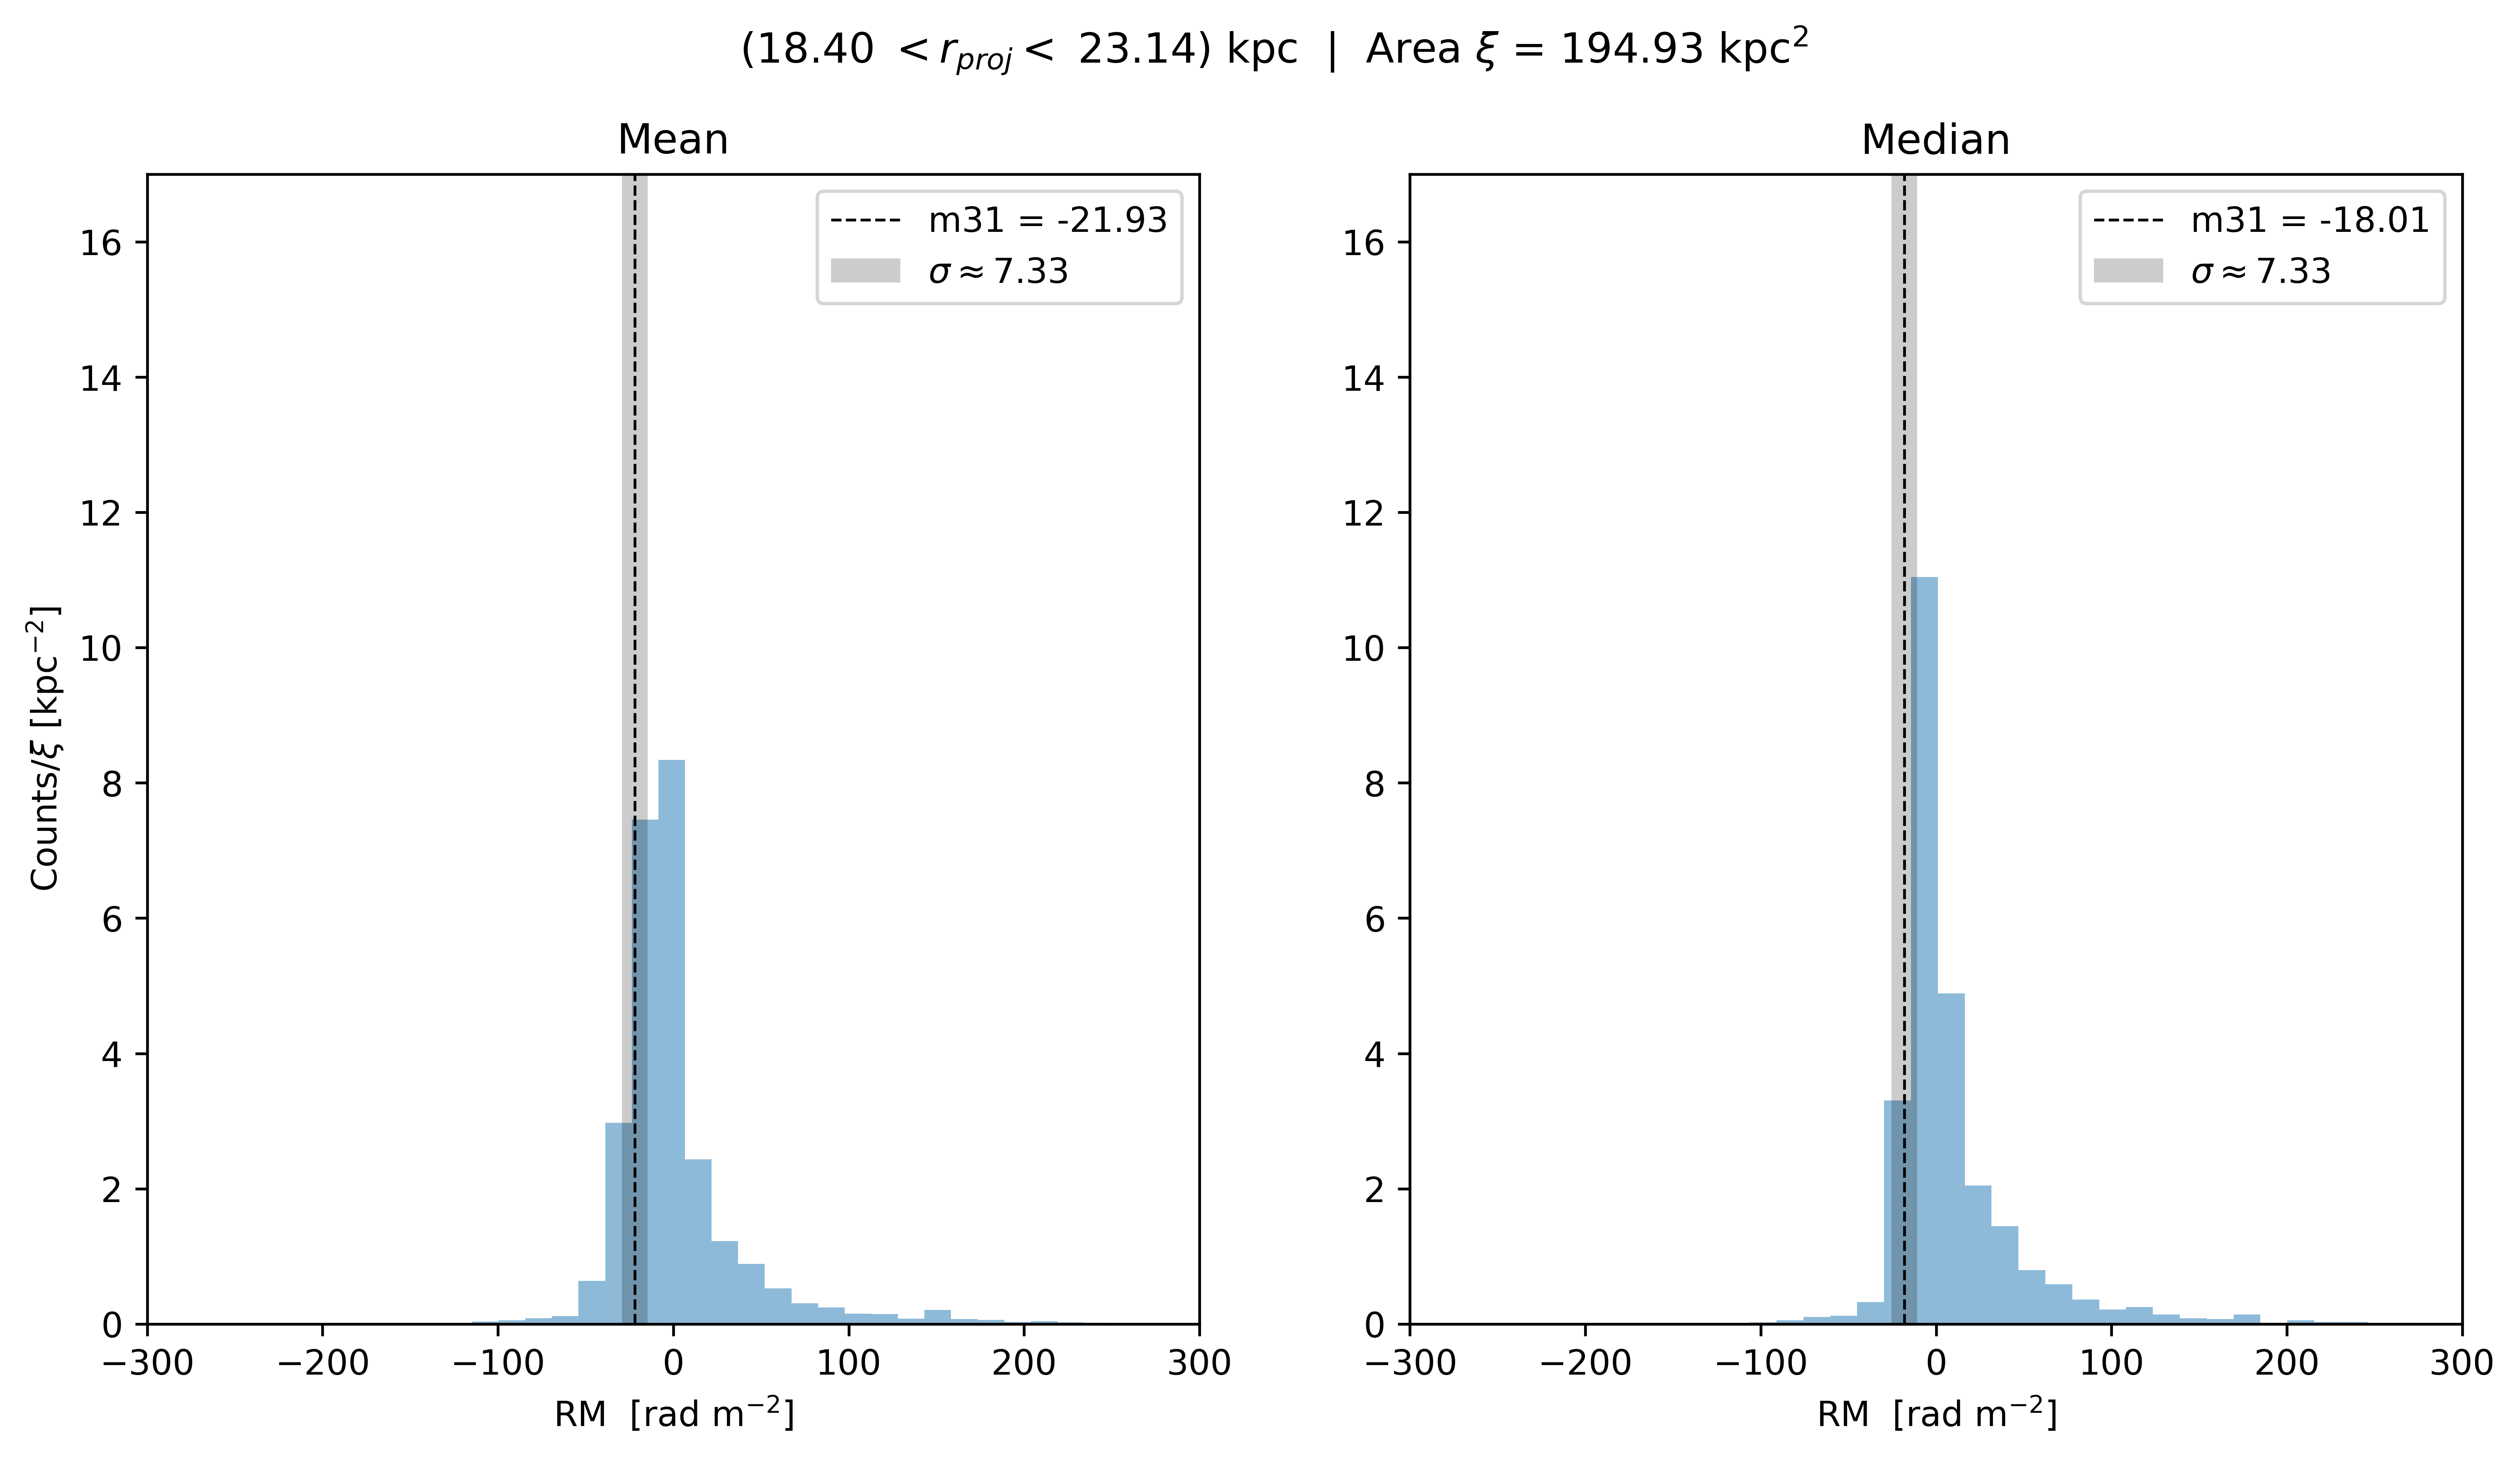 (18.40 < r_proj < 23.14) kpc | Area ξ = 194.93 kpc²
Mean
m31 = -21.93
σ ≈ 7.33
16
14
12
10
8
6
4
2
0
Counts/ξ [kpc⁻²]
−300 −200 −100 0 100 200 300
RM [rad m⁻²]
Median
m31 = -18.01
σ ≈ 7.33
16
14
12
10
8
6
4
2
0
−300 −200 −100 0 100 200 300
RM [rad m⁻²]